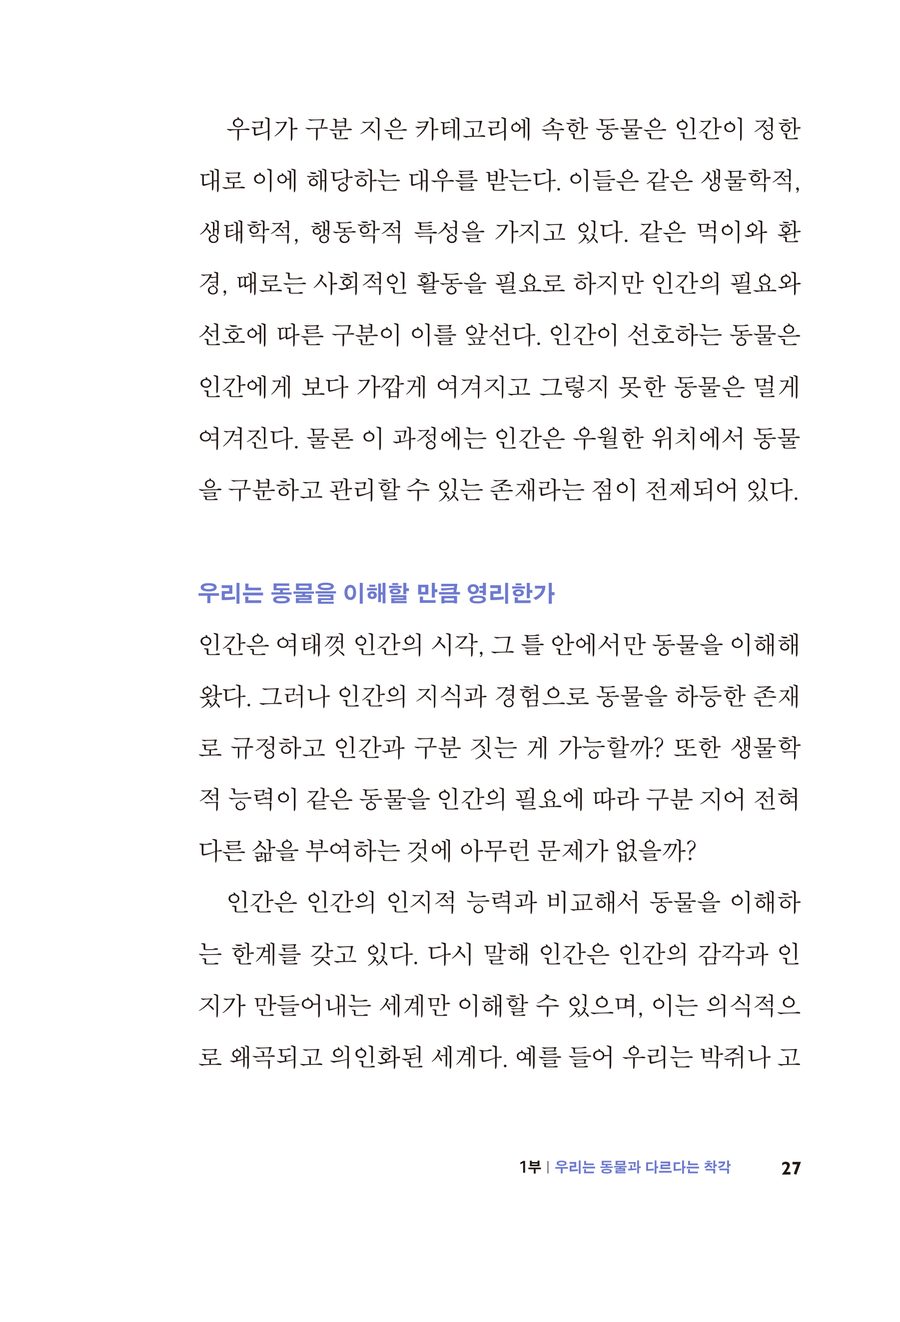 우리가 구분 지은 카테고리에 속한 동물은 인간이 정한
대로 이에 해당하는 대우를 받는다. 이들은 같은 생물학적,
생태학적, 행동학적 특성을 가지고 있다. 같은 먹이와 환
경, 때로는 사회적인 활동을 필요로 하지만 인간의 필요와
선호에 따른 구분이 이를 앞선다. 인간이 선호하는 동물은
인간에게 보다 가깝게 여겨지고 그렇지 못한 동물은 멀게
여겨진다. 물론 이 과정에는 인간은 우월한 위치에서 동물
을 구분하고 관리할 수 있는 존재라는 점이 전제되어 있다.
우리는 동물을 이해할 만큼 영리한가
인간은 여태껏 인간의 시각, 그 틀 안에서만 동물을 이해해
왔다. 그러나 인간의 지식과 경험으로 동물을 하등한 존재
로 규정하고 인간과 구분 짓는 게 가능할까? 또한 생물학
적 능력이 같은 동물을 인간의 필요에 따라 구분 지어 전혀
다른 삶을 부여하는 것에 아무런 문제가 없을까?
인간은 인간의 인지적 능력과 비교해서 동물을 이해하
는 한계를 갖고 있다. 다시 말해 인간은 인간의 감각과 인
지가 만들어내는 세계만 이해할 수 있으며, 이는 의식적으
로 왜곡되고 의인화된 세계다. 예를 들어 우리는 박쥐나 고
1부 | 우리는 동물과 다르다는 착각 27